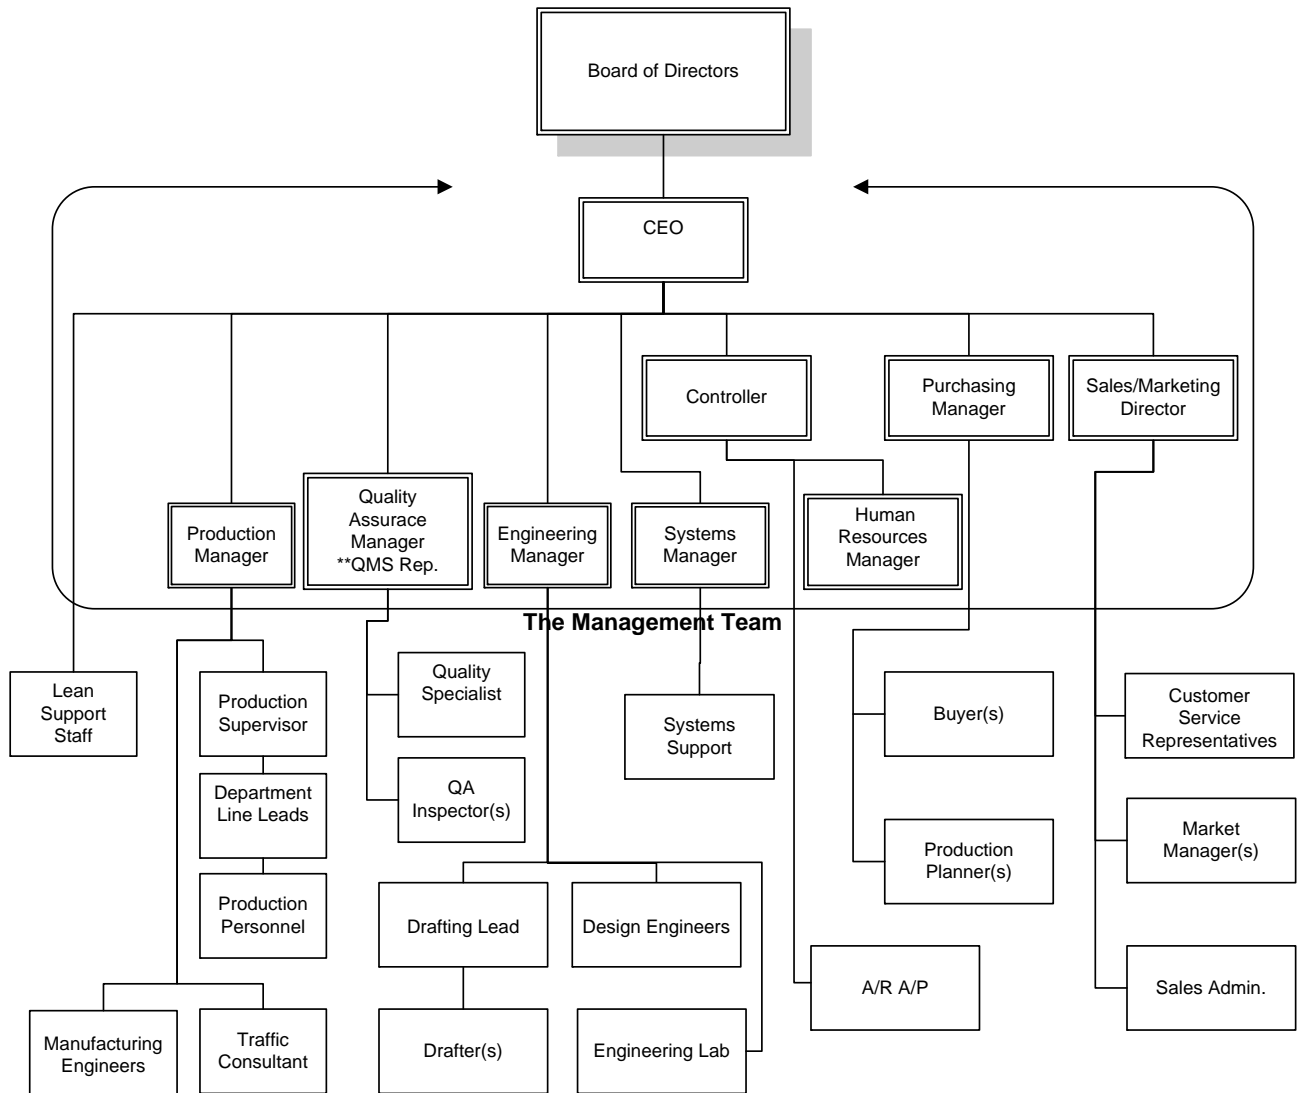 Board of Directors
CEO
Controller
Purchasing
Manager
Sales/Marketing
Director
Production
Manager
Quality
Assurace
Manager
**QMS Rep.
Engineering
Manager
Systems
Manager
Human
Resources
Manager
The Management Team
Lean
Support
Staff
Production
Supervisor
Quality
Specialist
Systems
Support
Buyer(s)
Customer
Service
Representatives
Department
Line Leads
QA
Inspector(s)
Production
Planner(s)
Market
Manager(s)
Production
Personnel
Drafting Lead
Design Engineers
A/R A/P
Sales Admin.
Manufacturing
Engineers
Traffic
Consultant
Drafter(s)
Engineering Lab